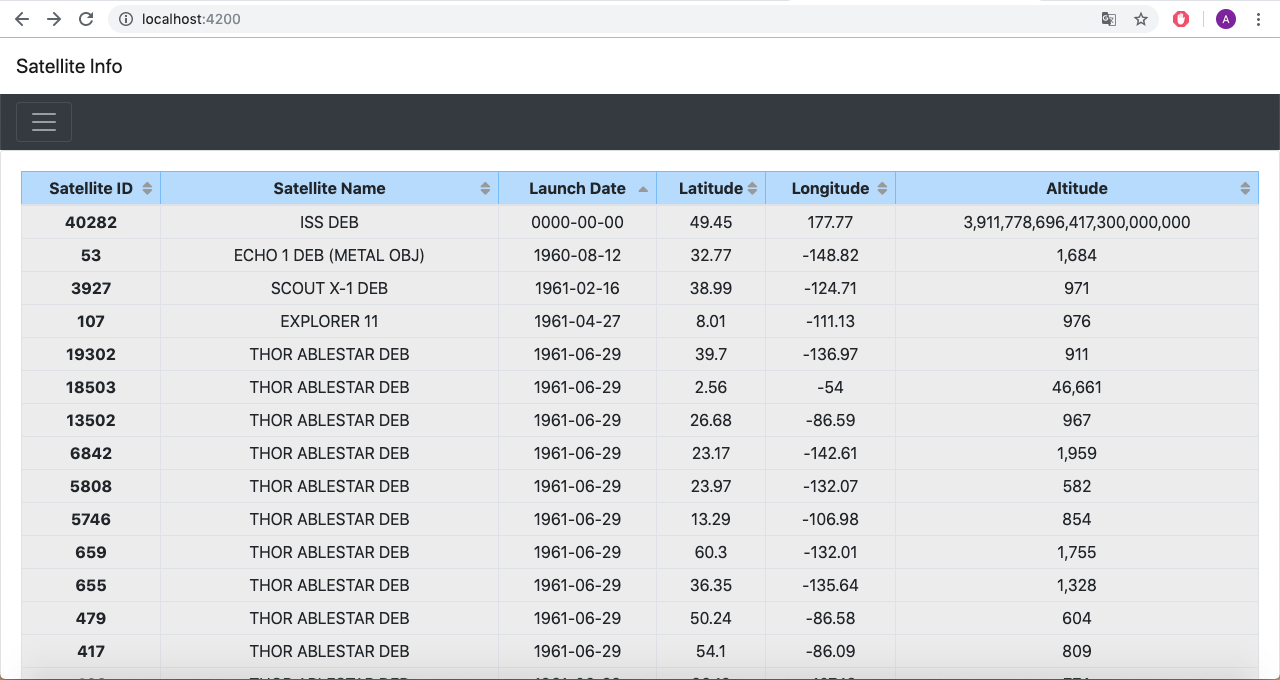 localhost:4200
A
Satellite Info
Satellite ID Satellite Name Launch Date Latitude Longitude Altitude
40282 ISS DEB 0000-00-00 49.45 177.77 3,911,778,696,417,300,000,000
53 ECHO 1 DEB (METAL OBJ) 1960-08-12 32.77 -148.82 1,684
3927 SCOUT X-1 DEB 1961-02-16 38.99 -124.71 971
107 EXPLORER 11 1961-04-27 8.01 -111.13 976
19302 THOR ABLESTAR DEB 1961-06-29 39.7 -136.97 911
18503 THOR ABLESTAR DEB 1961-06-29 2.56 -54 46,661
13502 THOR ABLESTAR DEB 1961-06-29 26.68 -86.59 967
6842 THOR ABLESTAR DEB 1961-06-29 23.17 -142.61 1,959
5808 THOR ABLESTAR DEB 1961-06-29 23.97 -132.07 582
5746 THOR ABLESTAR DEB 1961-06-29 13.29 -106.98 854
659 THOR ABLESTAR DEB 1961-06-29 60.3 -132.01 1,755
655 THOR ABLESTAR DEB 1961-06-29 36.35 -135.64 1,328
479 THOR ABLESTAR DEB 1961-06-29 50.24 -86.58 604
417 THOR ABLESTAR DEB 1961-06-29 54.1 -86.09 809